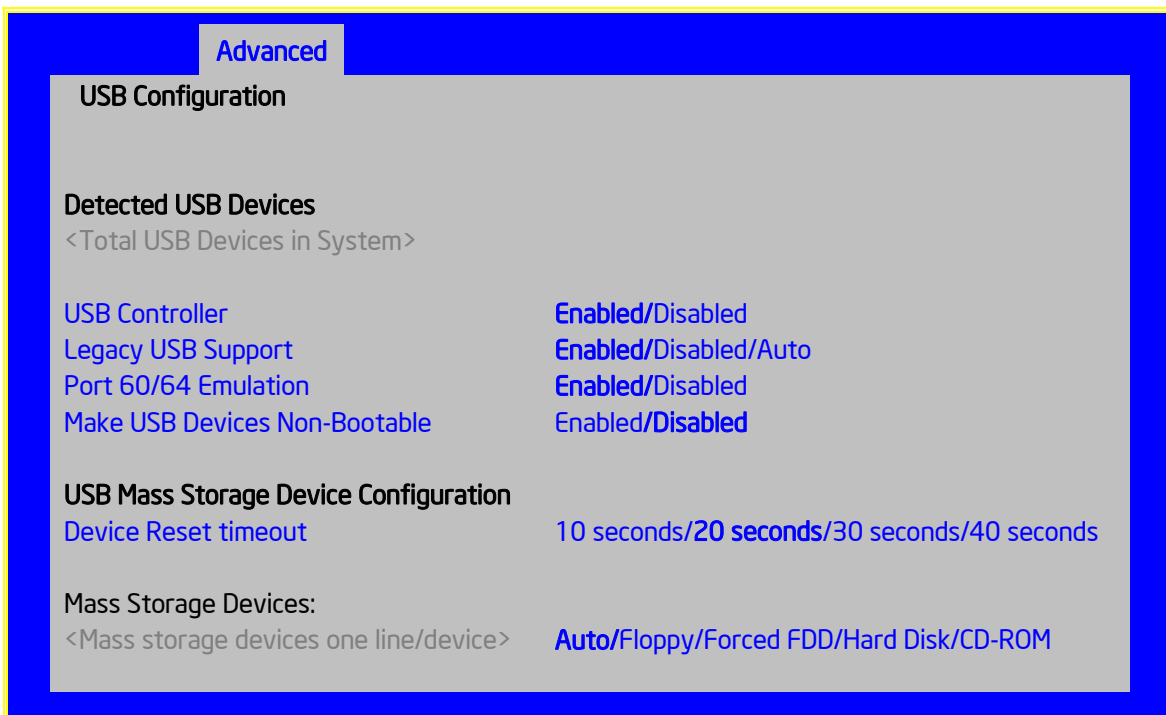 Advanced
USB Configuration
Detected USB Devices
<Total USB Devices in System>
USB Controller Enabled/Disabled
Legacy USB Support Enabled/Disabled/Auto
Port 60/64 Emulation Enabled/Disabled
Make USB Devices Non-Bootable Enabled/Disabled
USB Mass Storage Device Configuration
Device Reset timeout 10 seconds/20 seconds/30 seconds/40 seconds
Mass Storage Devices:
<Mass storage devices one line/device> Auto/Floppy/Forced FDD/Hard Disk/CD-ROM